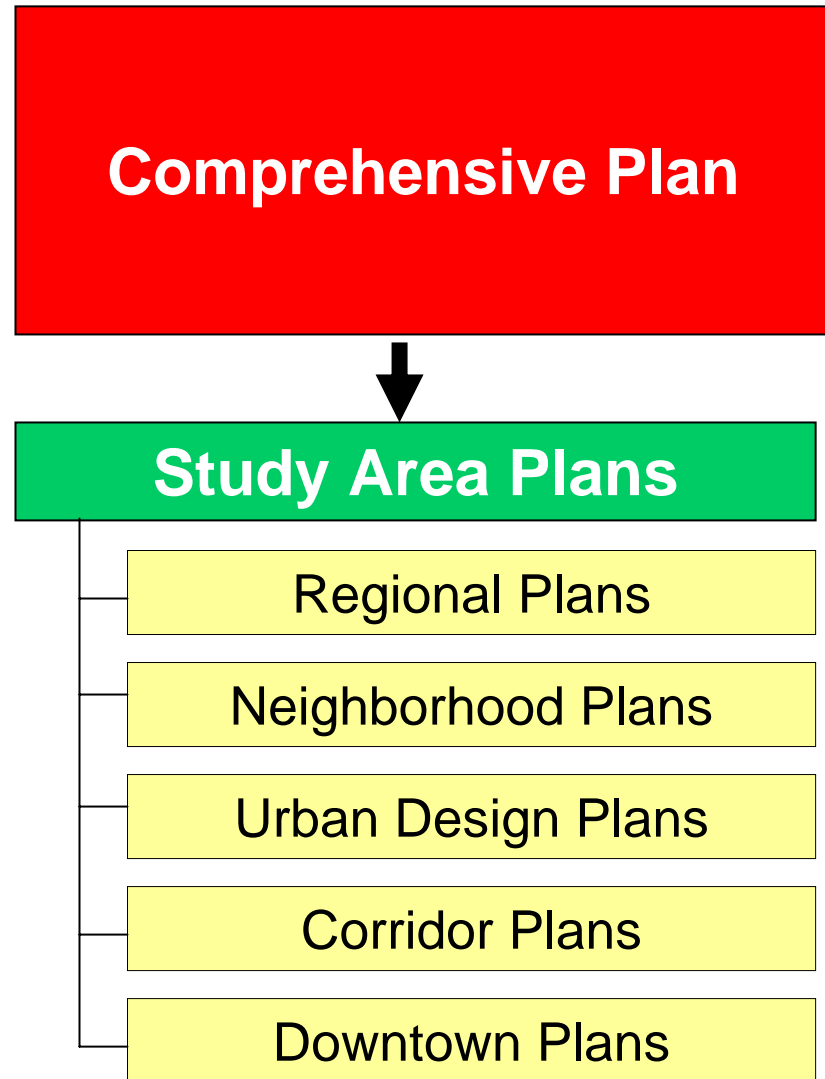 Comprehensive Plan
Study Area Plans
Regional Plans
Neighborhood Plans
Urban Design Plans
Corridor Plans
Downtown Plans